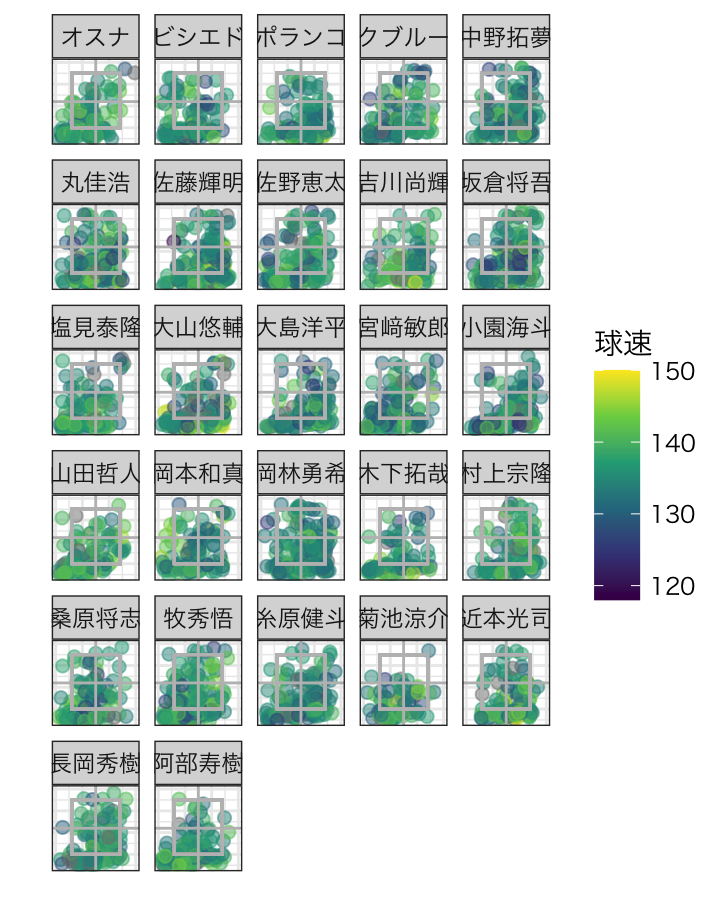 オスナ ビシエド ポランコ クブルー 中野拓夢
丸佳浩 佐藤輝明 佐野恵太 吉川尚輝 坂倉将吾
塩見泰隆 大山悠輔 大島洋平 宮﨑敏郎 小園海斗
山田哲人 岡本和真 岡林勇希 木下拓哉 村上宗隆
桑原将志 牧秀悟 糸原健斗 菊池涼介 近本光司
長岡秀樹 阿部寿樹
球速
150
140
130
120